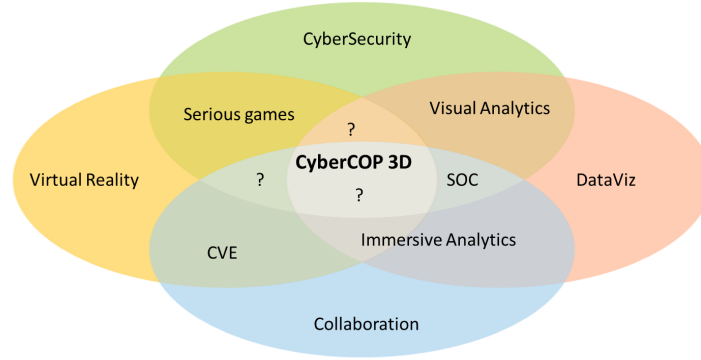 CyberSecurity
Serious games
Visual Analytics
?
CyberCOP 3D
Virtual Reality
?
?
SOC
DataViz
CVE
Immersive Analytics
Collaboration